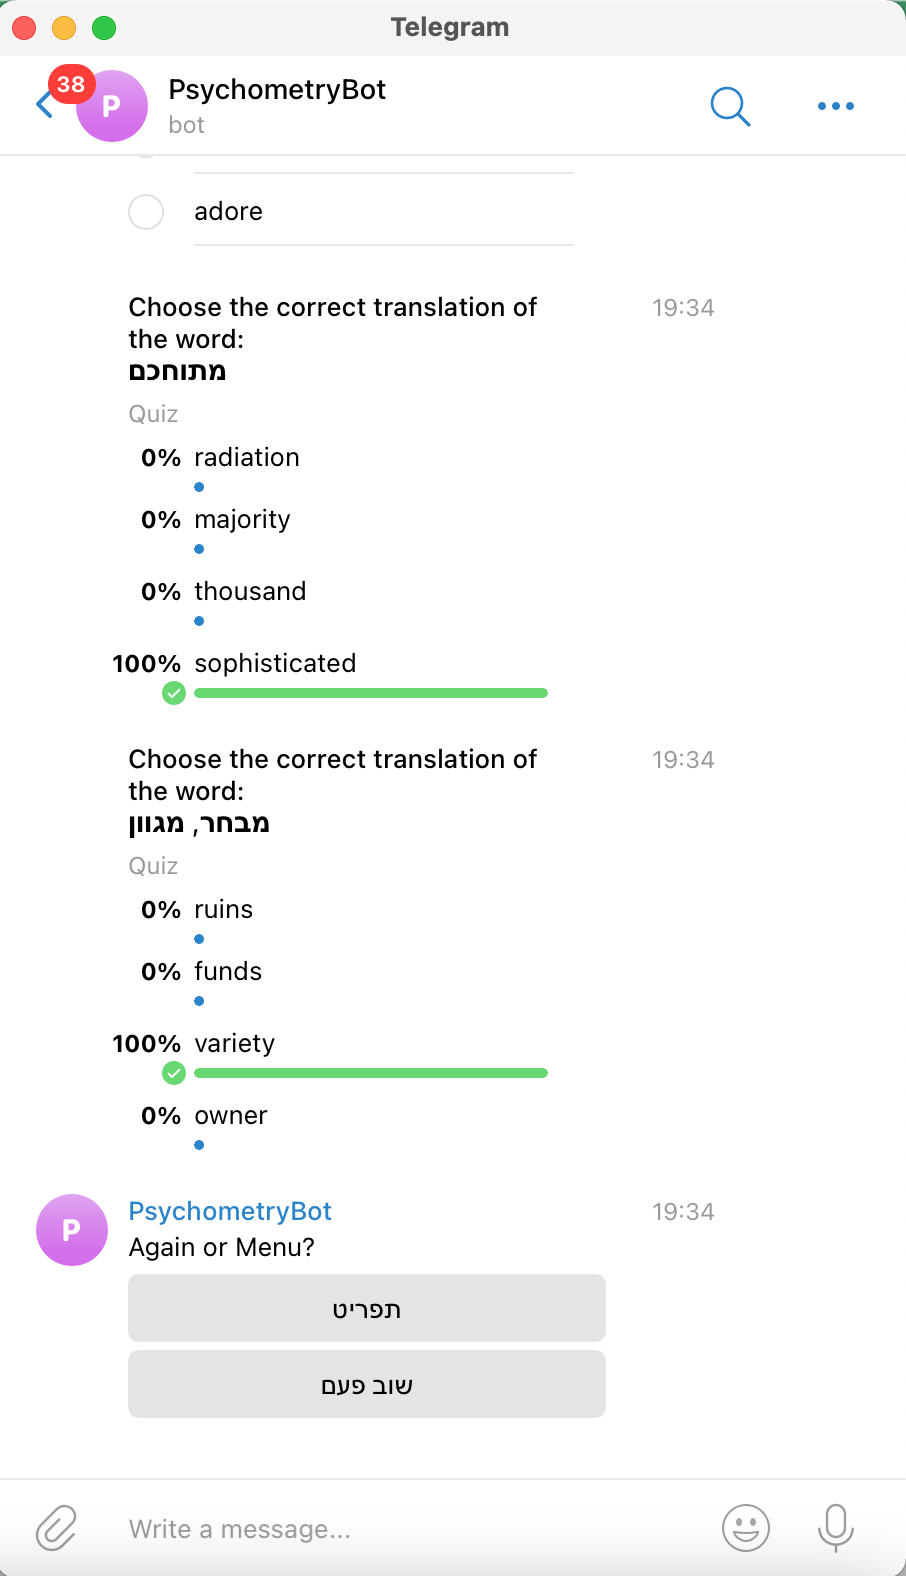 Telegram
38
P
PsychometryBot
bot
adore
Choose the correct translation of
the word:
מתוחכם
19:34
Quiz
0% radiation
0% majority
0% thousand
100% sophisticated
Choose the correct translation of
the word:
מבחר, מגוון
19:34
Quiz
0% ruins
0% funds
100% variety
0% owner
P
PsychometryBot
19:34
Again or Menu?
תפריט
שוב פעם
Write a message...